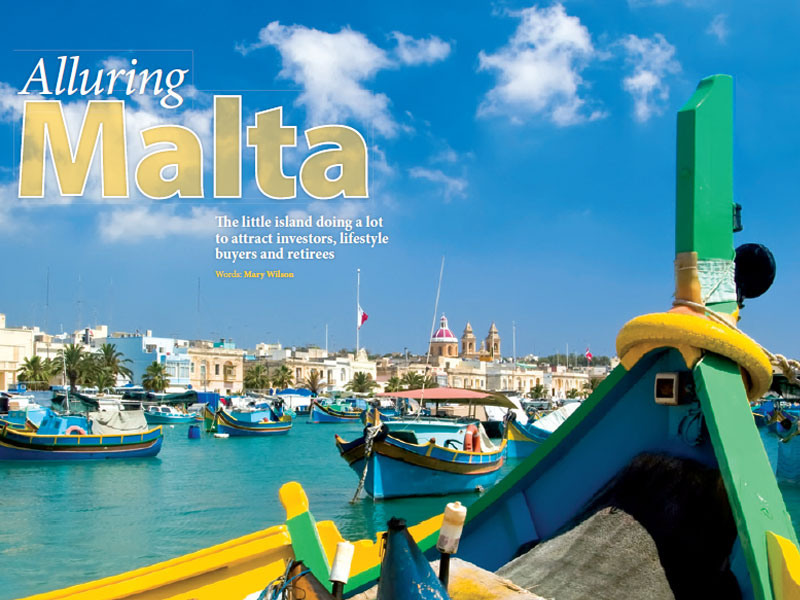 Alluring
Malta
The little island doing a lot
to attract investors, lifestyle
buyers and retirees
Words: Mary Wilson